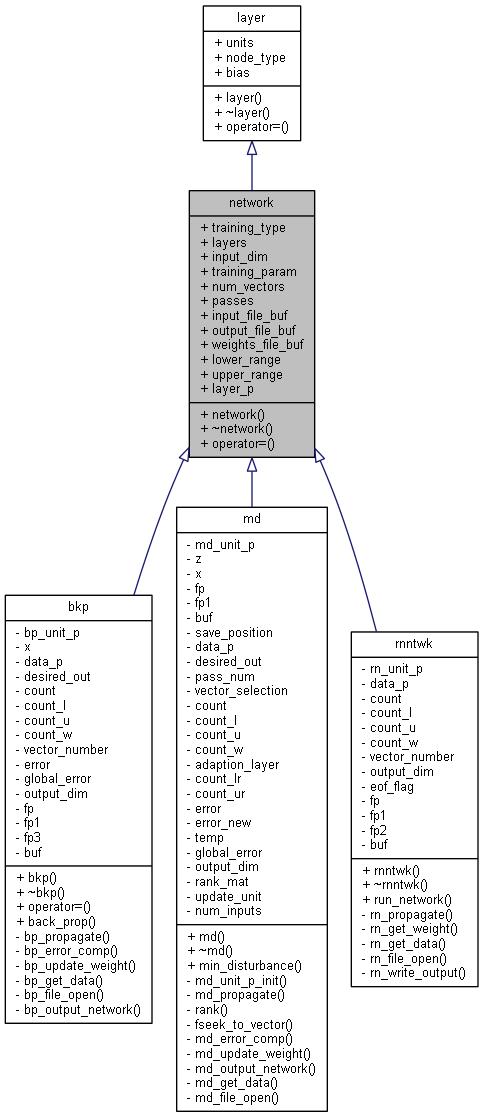 layer
+ units
+ node_type
+ bias
+ layer()
+ ~layer()
+ operator=()
network
+ training_type
+ layers
+ input_dim
+ training_param
+ num_vectors
+ passes
+ input_file_buf
+ output_file_buf
+ weights_file_buf
+ lower_range
+ upper_range
+ layer_p
+ network()
+ ~network()
+ operator=()
bkp
- bp_unit_p
- x
- data_p
- desired_out
- count
- count_l
- count_u
- count_w
- vector_number
- error
- global_error
- output_dim
- fp
- fp1
- fp3
- buf
+ bkp()
+ ~bkp()
+ operator=()
+ back_prop()
- bp_propagate()
- bp_error_comp()
- bp_update_weight()
- bp_get_data()
- bp_file_open()
- bp_output_network()
md
- md_unit_p
- z
- x
- fp
- fp1
- buf
- save_position
- data_p
- desired_out
- pass_num
- vector_selection
- count
- count_l
- count_u
- count_w
- adaption_layer
- count_lr
- count_ur
- error
- error_new
- temp
- global_error
- output_dim
- rank_mat
- update_unit
- num_inputs
+ md()
+ ~md()
+ min_disturbance()
- md_unit_p_init()
- md_propagate()
- rank()
- fseek_to_vector()
- md_error_comp()
- md_update_weight()
- md_output_network()
- md_get_data()
- md_file_open()
rnntwk
- rn_unit_p
- data_p
- count
- count_l
- count_u
- count_w
- vector_number
- output_dim
- eof_flag
- fp
- fp1
- fp2
- buf
+ rnntwk()
+ ~rnntwk()
+ run_network()
- rn_propagate()
- rn_get_weight()
- rn_get_data()
- rn_file_open()
- rn_write_output()